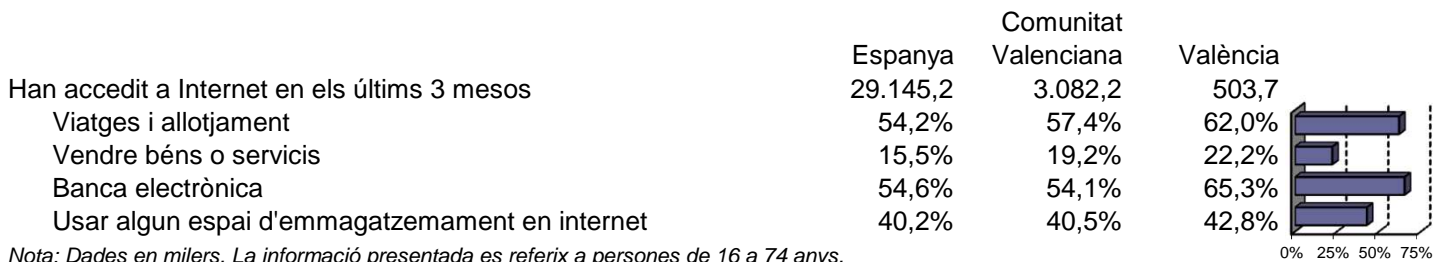 Comunitat
Espanya Valenciana València
Han accedit a Internet en els últims 3 mesos 29.145,2 3.082,2 503,7
Viatges i allotjament 54,2% 57,4% 62,0%
Vendre béns o servicis 15,5% 19,2% 22,2%
Banca electrònica 54,6% 54,1% 65,3%
Usar algun espai d'emmagatzemament en internet 40,2% 40,5% 42,8%
0% 25% 50% 75%
Nota: Dades en milers. La informació presentada es referix a persones de 16 a 74 anys.